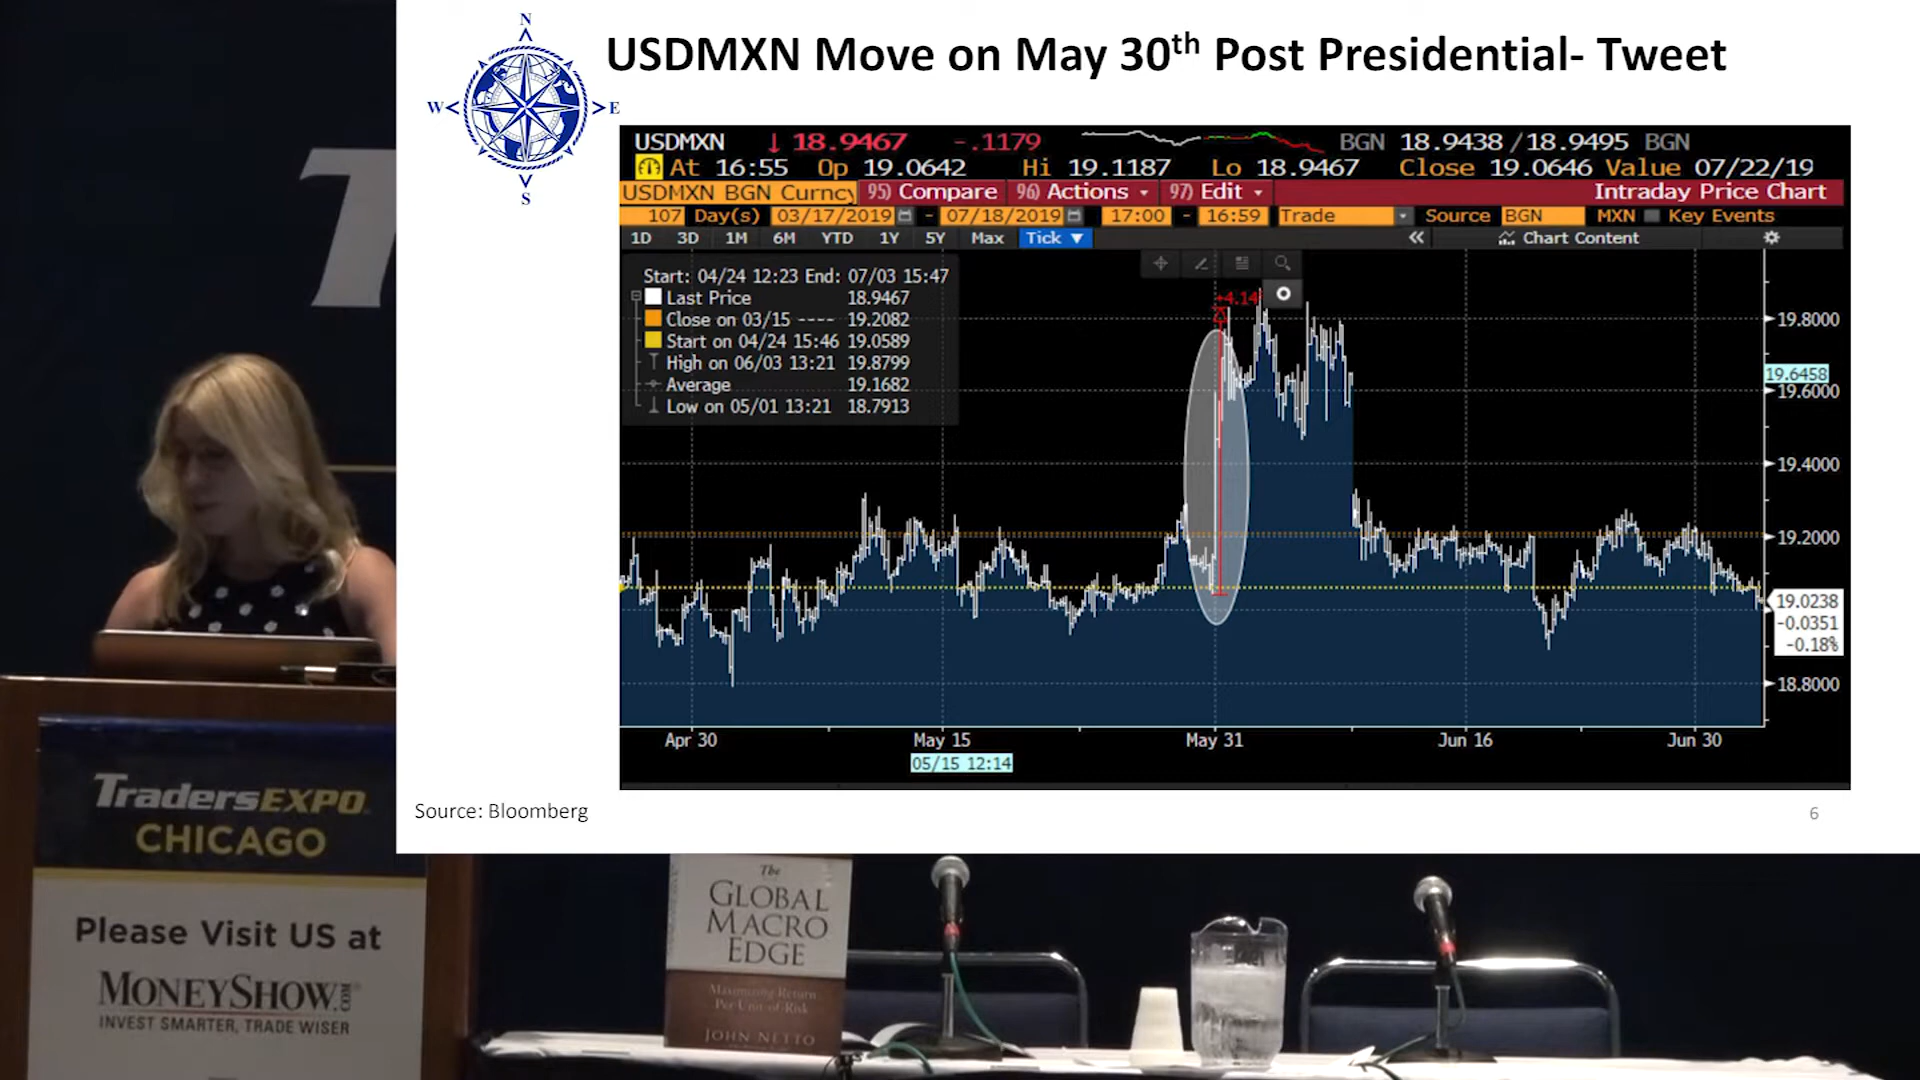 N
W E
S
USDMXN Move on May 30th Post Presidential- Tweet
USDMXN ↓ 18.9467 -.1179 BGN 18.9438 /18.9495 BGN
At 16:55 Op 19.0642 Hi 19.1187 Lo 18.9467 Close 19.0646 Value 07/22/19
USDMXN BGN Curncy 95) Compare 96) Actions 97) Edit Intraday Price Chart
107 Day(s) 03/17/2019 - 07/18/2019 17:00 - 16:59 Trade Source BGN MXN Key Events
1D 3D 1M 6M YTD 1Y 5Y Max Tick ▼ « Chart Content
Start: 04/24 12:23 End: 07/03 15:47
Last Price 18.9467
Close on 03/15 ---- 19.2082
Start on 04/24 15:46 19.0589
High on 06/03 13:21 19.8799
Average 19.1682
Low on 05/01 13:21 18.7913
+4.14
19.8000
19.6458
19.6000
19.4000
19.2000
19.0238
-0.0351
-0.18%
18.8000
Apr 30 May 15 May 31 Jun 16 Jun 30
05/15 12:14
Source: Bloomberg
6
TradersEXPO
CHICAGO
Please Visit US at
MONEYSHOW.COM
INVEST SMARTER, TRADE WISER
The
GLOBAL
MACRO
EDGE
Maximizing Return
Per Unit-of-Risk
JOHN NETTO